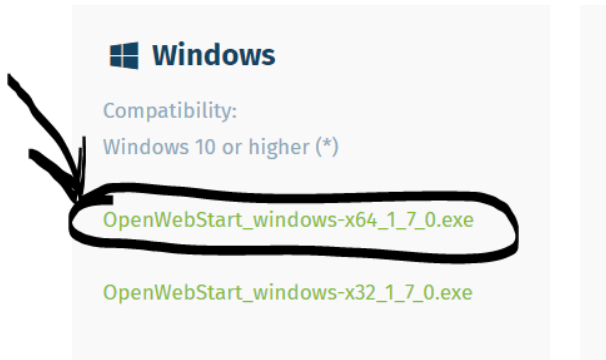 Windows
Compatibility:
Windows 10 or higher (*)
OpenWebStart_windows-x64_1_7_0.exe
OpenWebStart_windows-x32_1_7_0.exe